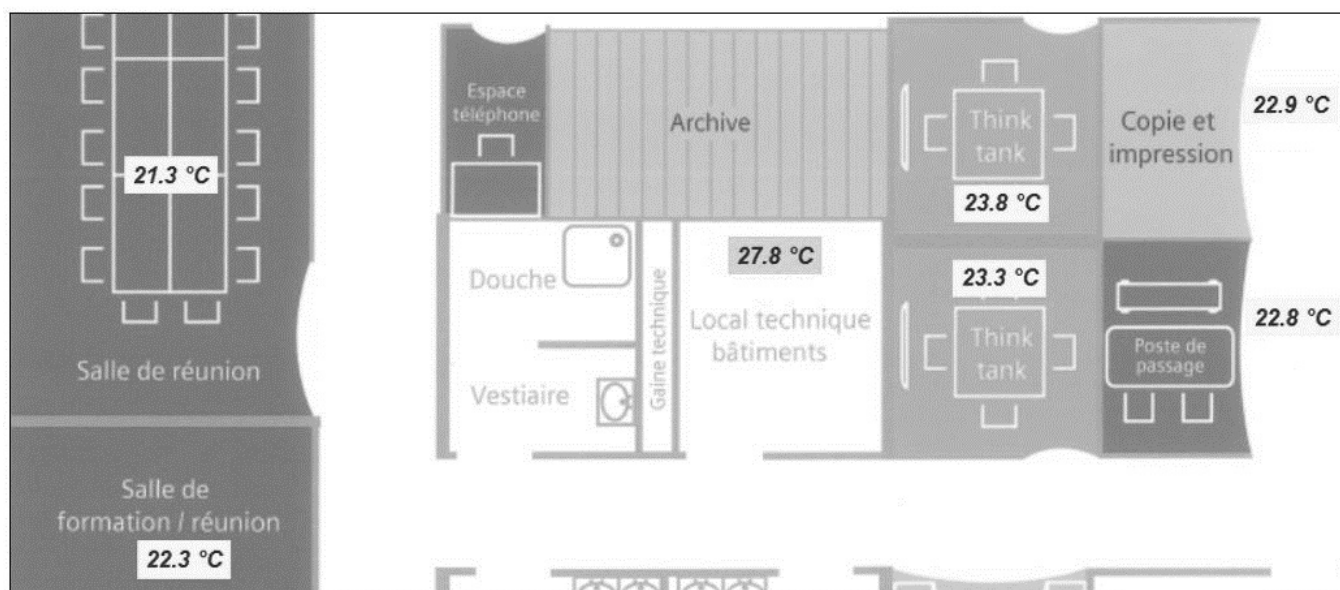 21.3 °C
Salle de réunion
Salle de
formation / réunion
22.3 °C
Espace
téléphone
Archive
Think
tank
23.8 °C
Copie et
impression
22.9 °C
Douche
Vestiaire
Gaine technique
27.8 °C
Local technique
bâtiments
23.3 °C
Think
tank
Poste de
passage
22.8 °C